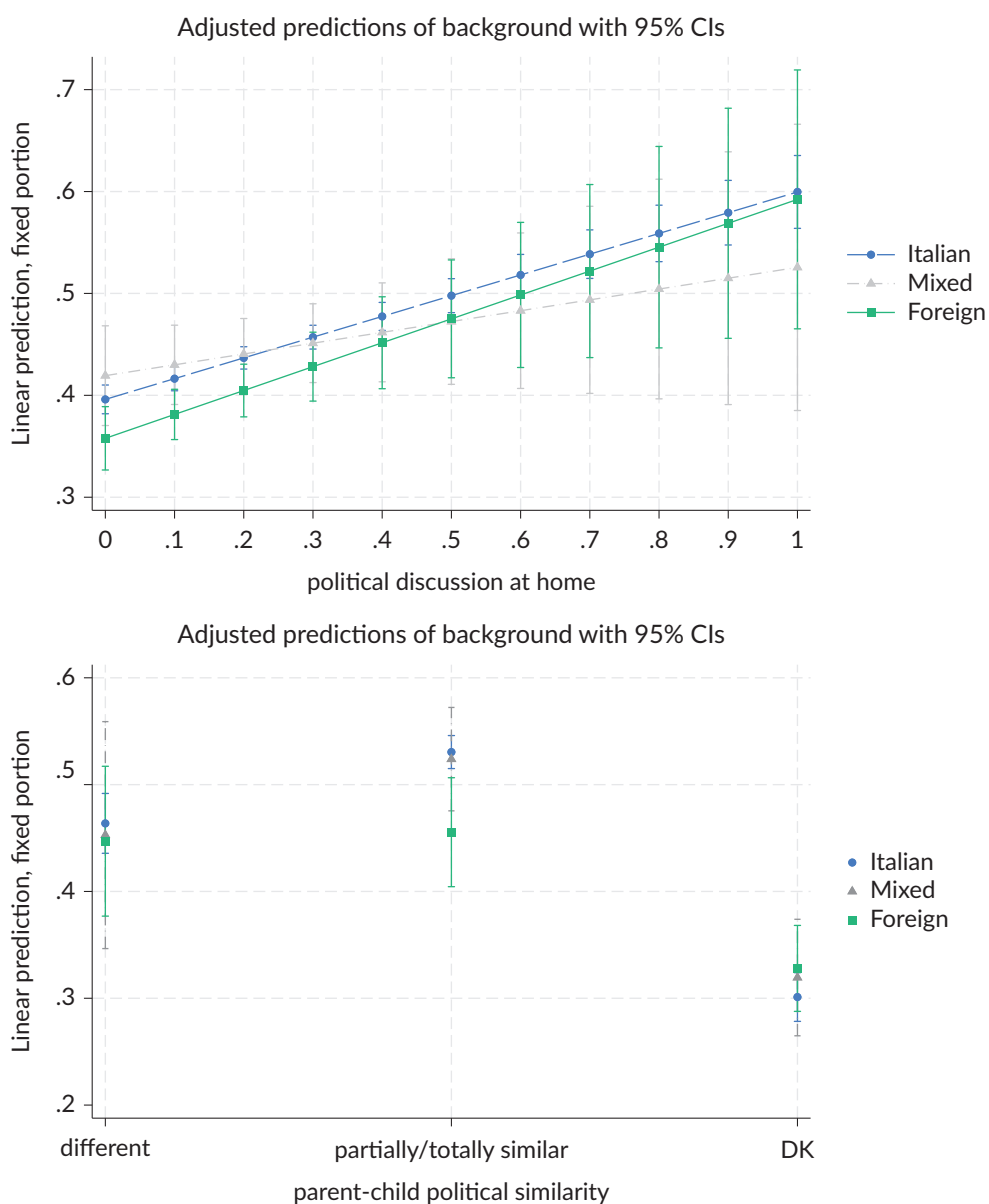 Adjusted predictions of background with 95% CIs
Linear prediction, fixed portion
.7
.6
.5
.4
.3
0 .1 .2 .3 .4 .5 .6 .7 .8 .9 1
political discussion at home
Italian
Mixed
Foreign
Adjusted predictions of background with 95% CIs
Linear prediction, fixed portion
.6
.5
.4
.3
.2
different partially/totally similar DK
parent-child political similarity
Italian
Mixed
Foreign